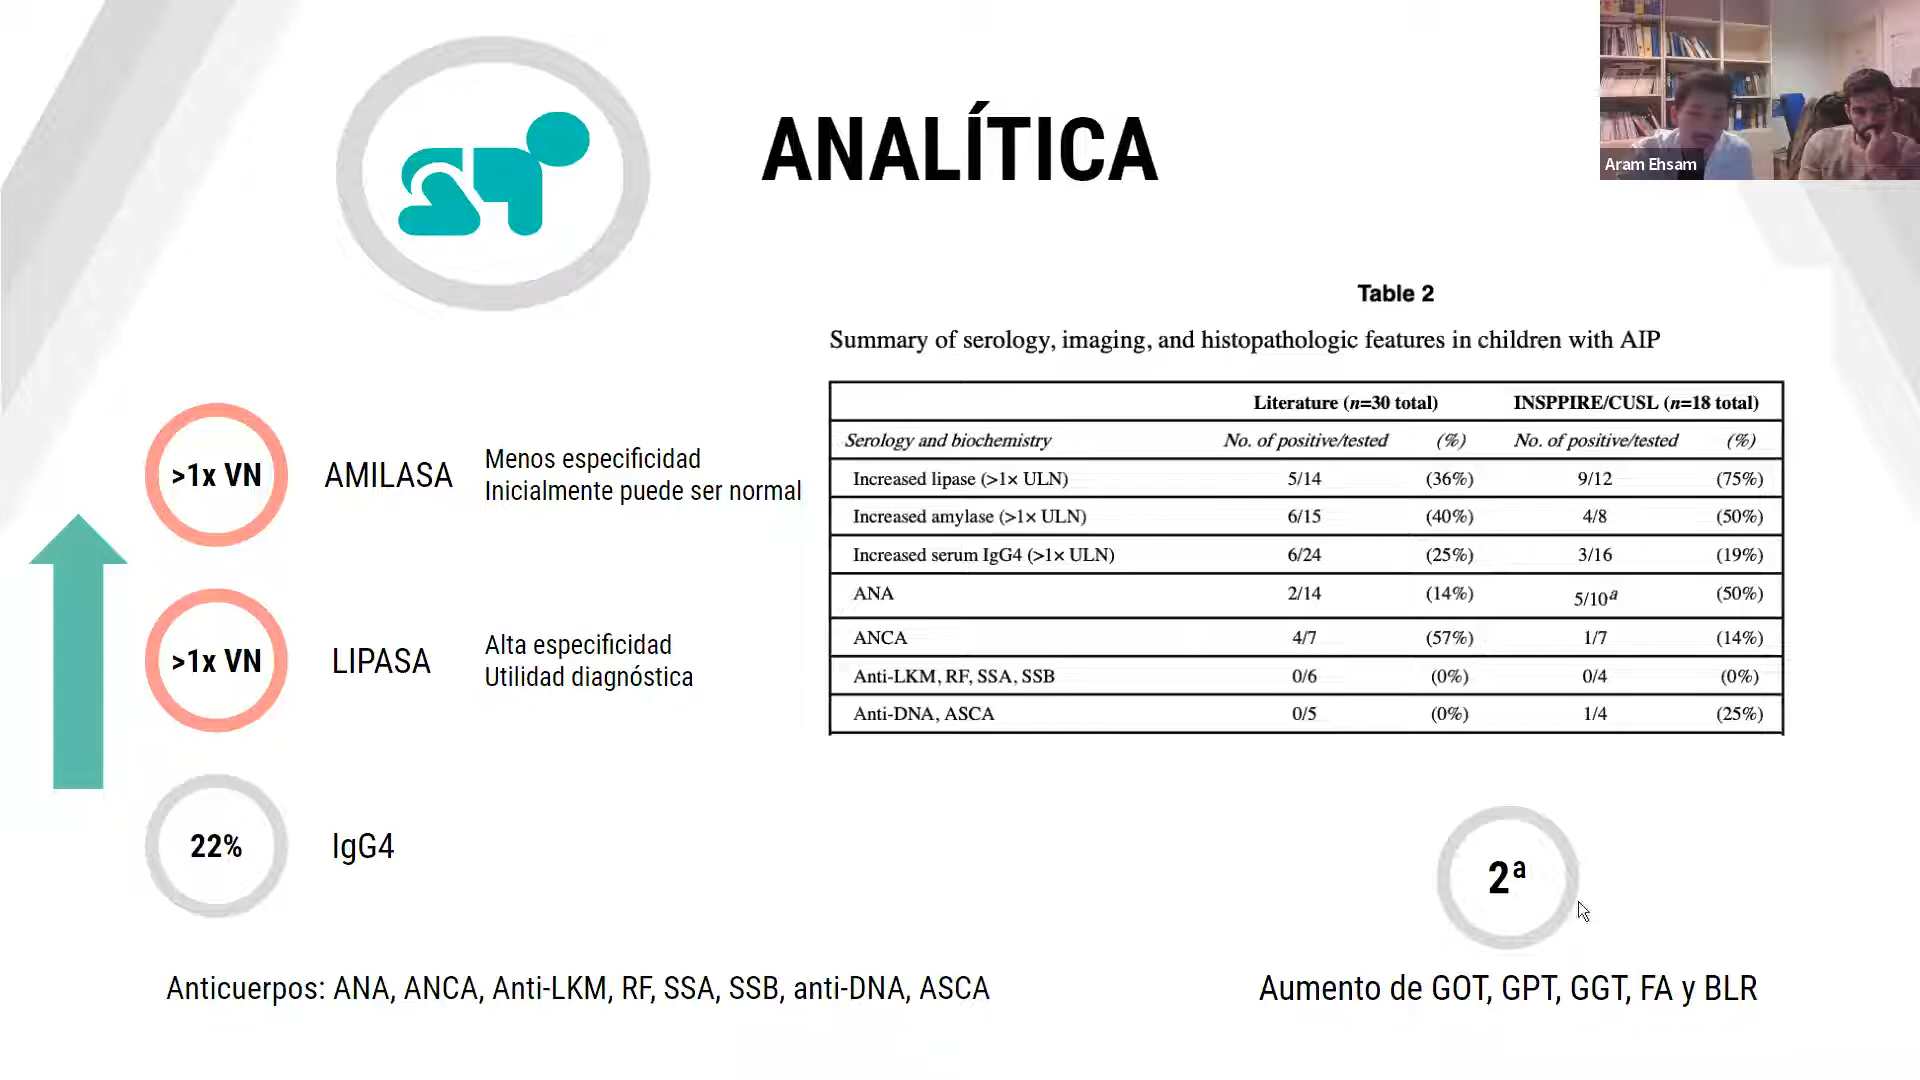 ANALÍTICA
Aram Ehsam
>1x VN
AMILASA
Menos especificidad
Inicialmente puede ser normal
>1x VN
LIPASA
Alta especificidad
Utilidad diagnóstica
22%
IgG4
Anticuerpos: ANA, ANCA, Anti-LKM, RF, SSA, SSB, anti-DNA, ASCA
Table 2
Summary of serology, imaging, and histopathologic features in children with AIP
Literature (n=30 total) INSPPIRE/CUSL (n=18 total)
Serology and biochemistry No. of positive/tested (%) No. of positive/tested (%)
Increased lipase (>1× ULN) 5/14 (36%) 9/12 (75%)
Increased amylase (>1× ULN) 6/15 (40%) 4/8 (50%)
Increased serum IgG4 (>1× ULN) 6/24 (25%) 3/16 (19%)
ANA 2/14 (14%) 5/10ª (50%)
ANCA 4/7 (57%) 1/7 (14%)
Anti-LKM, RF, SSA, SSB 0/6 (0%) 0/4 (0%)
Anti-DNA, ASCA 0/5 (0%) 1/4 (25%)
2ª
Aumento de GOT, GPT, GGT, FA y BLR